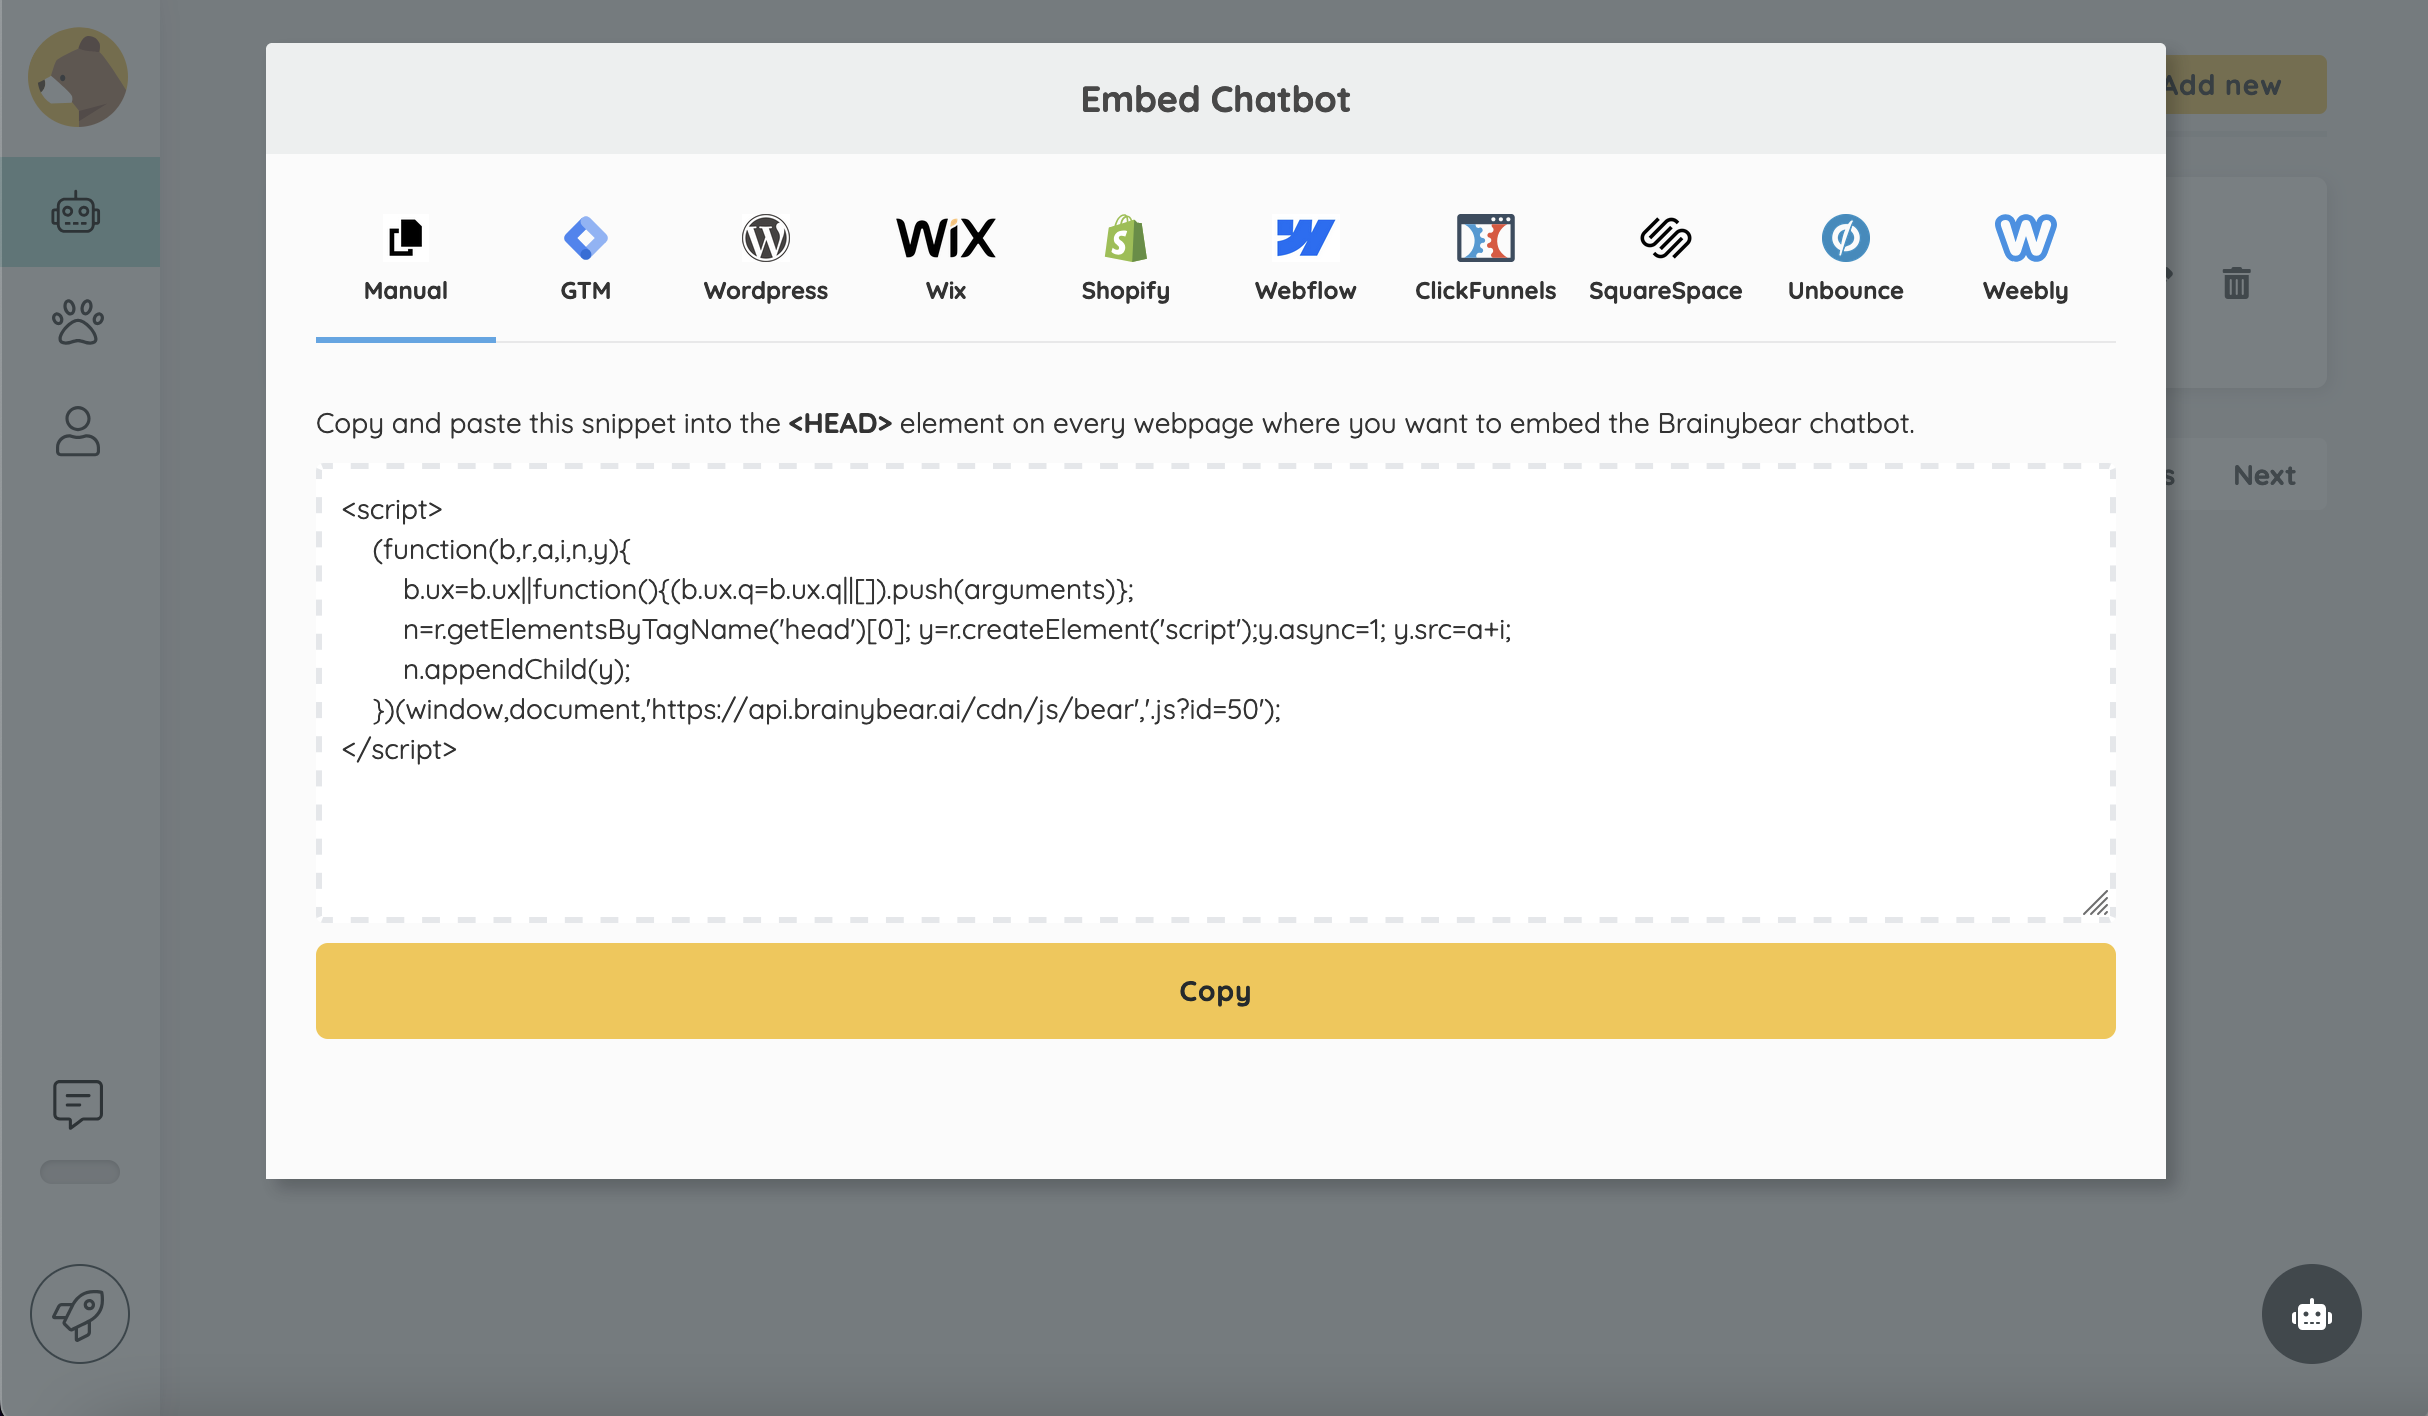 Embed Chatbot
Add new
WiX
Manual
GTM
Wordpress
Wix
Shopify
Webflow
ClickFunnels
SquareSpace
Unbounce
Weebly
Copy and paste this snippet into the <HEAD> element on every webpage where you want to embed the Brainybear chatbot.
s
Next
<script>
(function(b,r,a,i,n,y){
b.ux=b.ux||function(){(b.ux.q=b.ux.q||[]).push(arguments)};
n=r.getElementsByTagName('head')[0]; y=r.createElement('script');y.async=1; y.src=a+i;
n.appendChild(y);
})(window,document,'https://api.brainybear.ai/cdn/js/bear','.js?id=50');
</script>
Copy